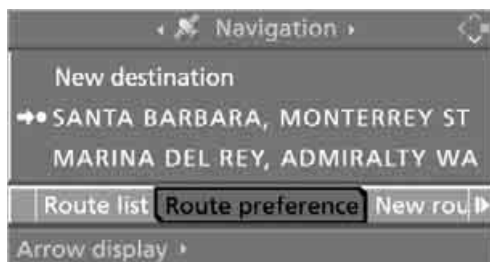 Navigation
New destination
SANTA BARBARA, MONTERREY ST
MARINA DEL REY, ADMIRALTY WA
Route list Route preference New rou
Arrow display